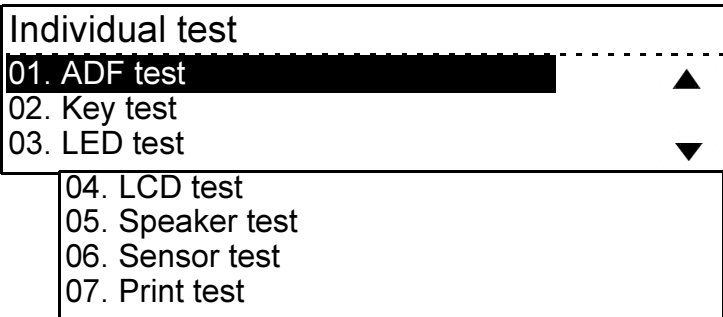 Individual test
01. ADF test
02. Key test
03. LED test
04. LCD test
05. Speaker test
06. Sensor test
07. Print test